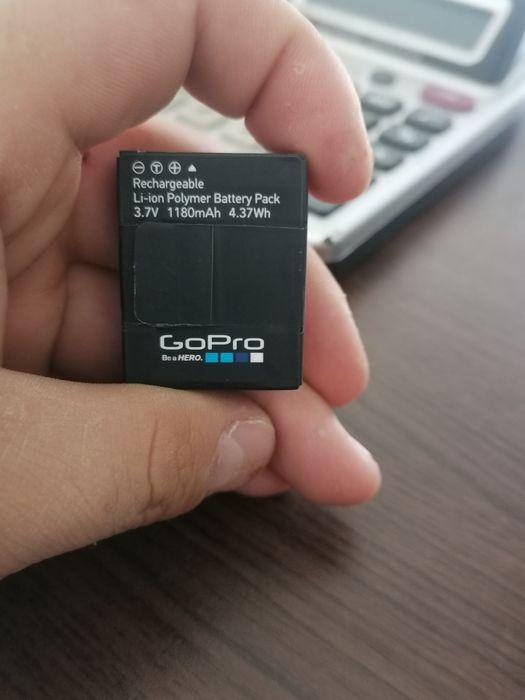 Rechargeable
Li-ion Polymer Battery Pack
3.7V 1180mAh 4.37Wh
GoPro
Be a HERO.